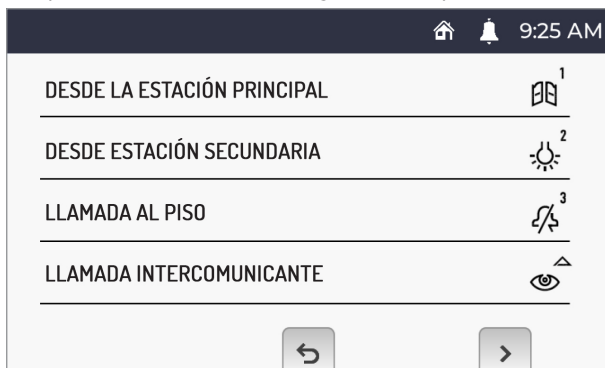 9:25 AM
DESDE LA ESTACIÓN PRINCIPAL 1
DESDE ESTACIÓN SECUNDARIA 2
LLAMADA AL PISO 3
LLAMADA INTERCOMUNICANTE